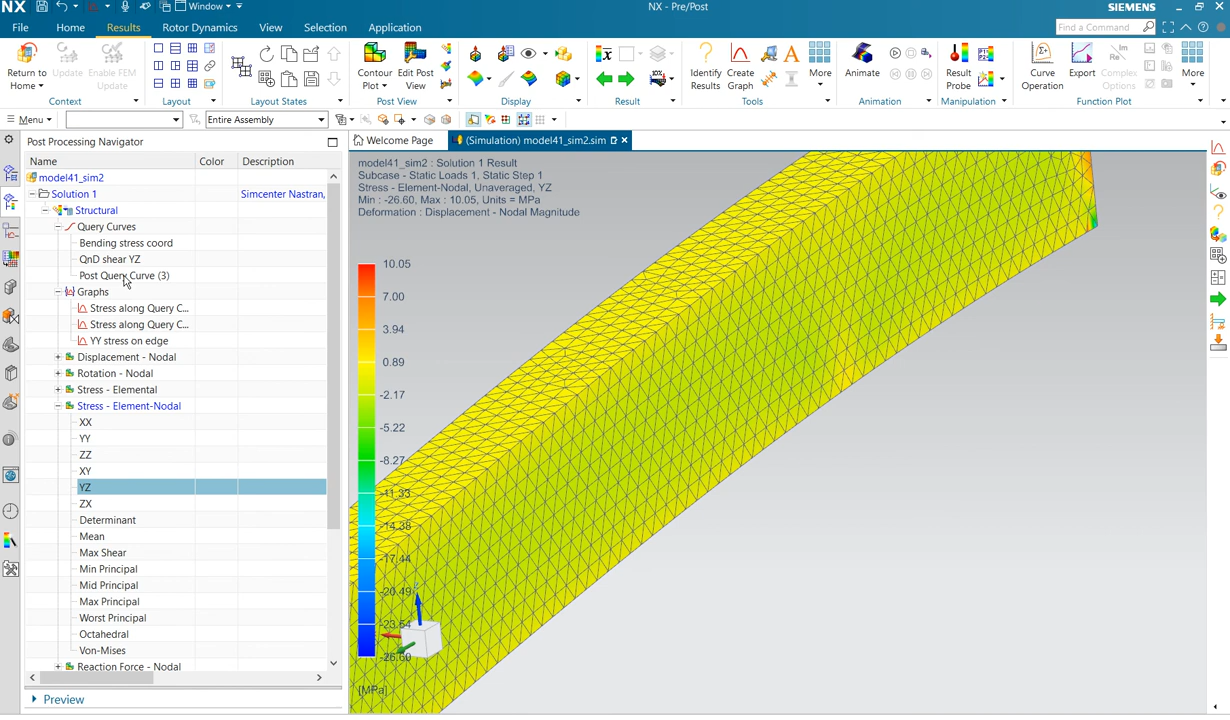 NX
Window
NX - Pre/Post
SIEMENS
File
Home
Results
Rotor Dynamics
View
Selection
Tools
Application
Find a Command
Return to Home
Update
Enable FEM Update
Contour Plot
Edit Post View
Identify Results
Create Graph
More
Animate
Result Probe
Curve Operation
Export
Complex Options
More
Context
Layout
Layout States
Post View
Display
Result
Tools
Animation
Manipulation
Function Plot
Menu
Entire Assembly
Post Processing Navigator
Welcome Page
(Simulation) model41_sim2.sim
Name
Color
Description
model41_sim2
Solution 1
Simcenter Nastran,
Structural
Query Curves
Bending stress coord
QnD shear YZ
Post Query Curve (3)
Graphs
Stress along Query C...
Stress along Query C...
YY stress on edge
Displacement - Nodal
Rotation - Nodal
Stress - Elemental
Stress - Element-Nodal
XX
YY
ZZ
XY
YZ
ZX
Determinant
Mean
Max Shear
Min Principal
Mid Principal
Max Principal
Worst Principal
Octahedral
Von-Mises
Reaction Force - Nodal
Preview
model41_sim2 : Solution 1 Result
Subcase - Static Loads 1, Static Step 1
Stress - Element-Nodal, Unaveraged, YZ
Min : -26.60, Max : 10.05, Units = MPa
Deformation : Displacement - Nodal Magnitude
10.05
7.00
3.94
0.89
-2.17
-5.22
-8.27
-11.33
-14.38
-17.44
-20.49
-23.54
-26.60
[MPa]